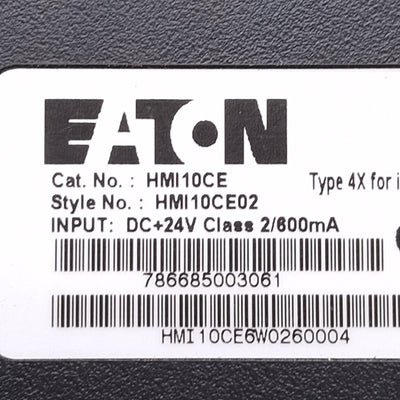 EATON
Cat. No. : HMI10CE Type 4X for i
Style No. : HMI10CE02
INPUT: DC+24V Class 2/600mA
786685003061
HMI10CE6W0260004